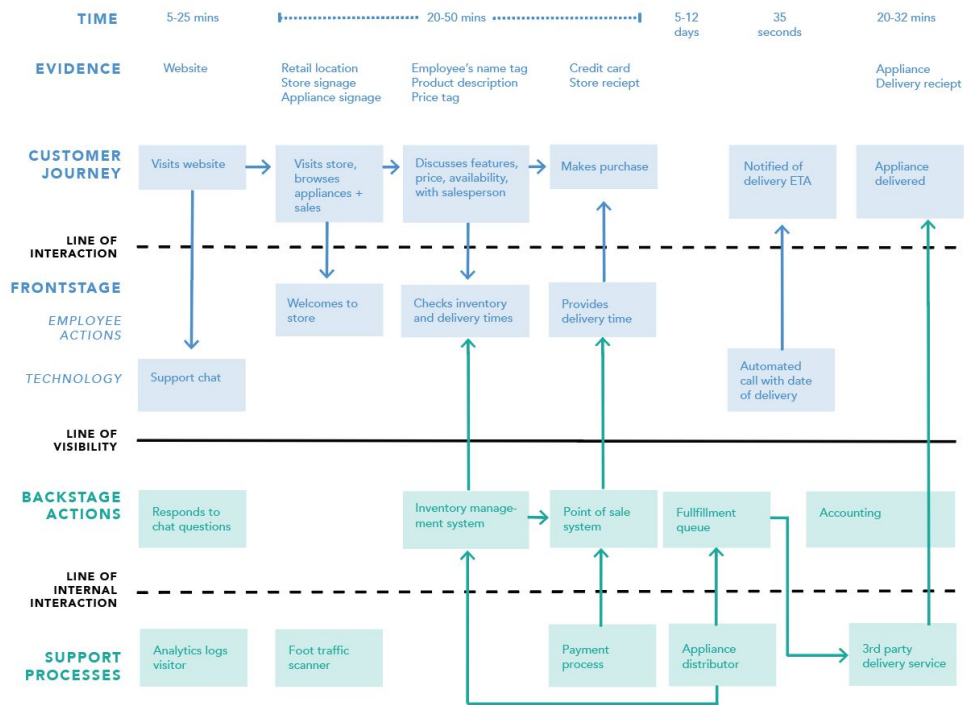 TIME
5-25 mins
20-50 mins
5-12
days
35
seconds
20-32 mins
EVIDENCE
Website
Retail location
Store signage
Appliance signage
Employee's name tag
Product description
Price tag
Credit card
Store reciept
Appliance
Delivery reciept
CUSTOMER
JOURNEY
Visits website
Visits store,
browses
appliances +
sales
Discusses features,
price, availability,
with salesperson
Makes purchase
Notified of
delivery ETA
Appliance
delivered
LINE OF
INTERACTION
FRONTSTAGE
EMPLOYEE
ACTIONS
Welcomes to
store
Checks inventory
and delivery times
Provides
delivery time
TECHNOLOGY
Support chat
Automated
call with date
of delivery
LINE OF
VISIBILITY
BACKSTAGE
ACTIONS
Responds to
chat questions
Inventory manage-
ment system
Point of sale
system
Fullfillment
queue
Accounting
LINE OF
INTERNAL
INTERACTION
SUPPORT
PROCESSES
Analytics logs
visitor
Foot traffic
scanner
Payment
process
Appliance
distributor
3rd party
delivery service